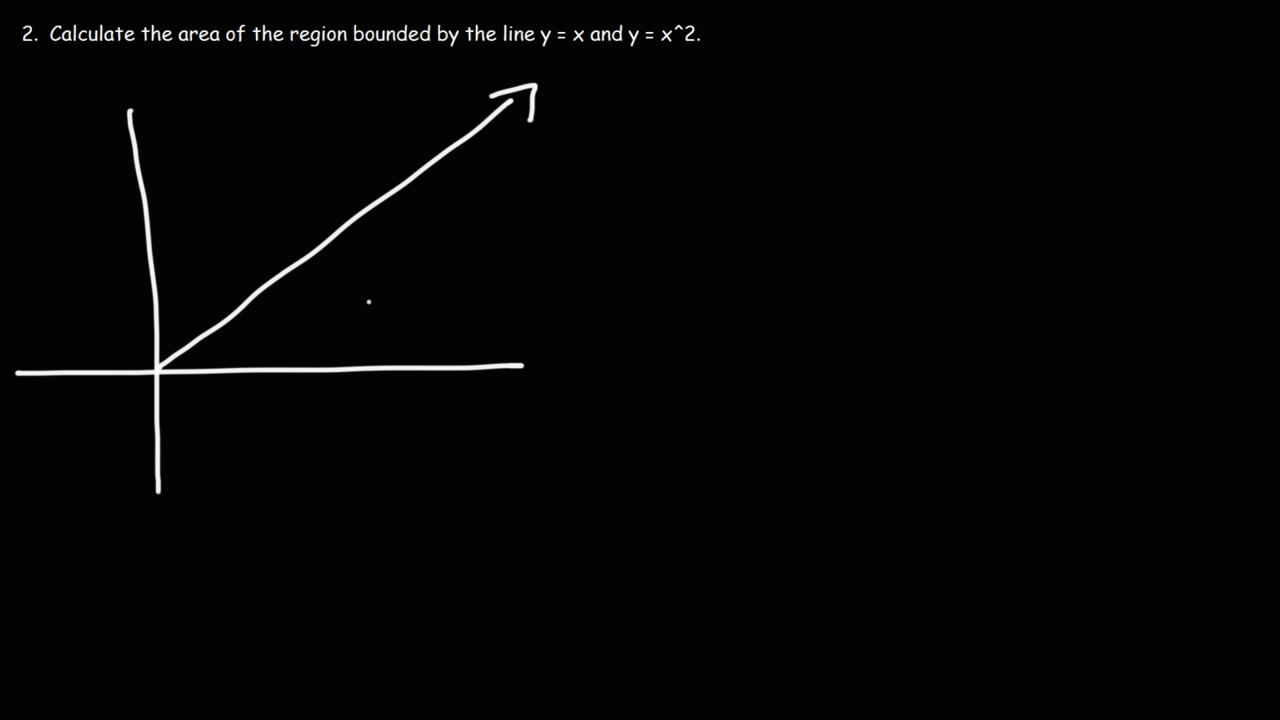 2. Calculate the area of the region bounded by the line y = x and y = x^2.